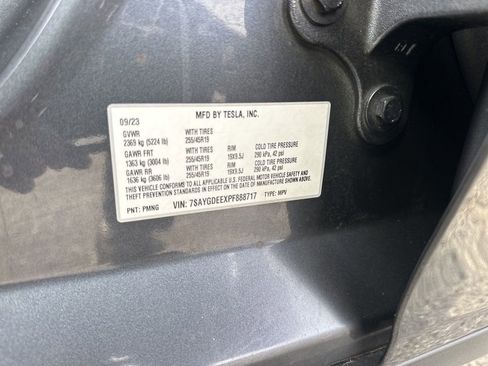 MFD BY TESLA, INC.
09/23
GVWR WITH TIRES
2369 kg (5224 lb) 255/45R19
GAWR FRT WITH TIRES RIM COLD TIRE PRESSURE
1363 kg (3004 lb) 255/45R19 19X9.5J 290 kPa, 42 psi
GAWR RR WITH TIRES RIM COLD TIRE PRESSURE
1636 kg (3606 lb) 255/45R19 19X9.5J 290 kPa, 42 psi
THIS VEHICLE CONFORMS TO ALL APPLICABLE U.S. FEDERAL MOTOR VEHICLE SAFETY AND
THEFT PREVENTION STANDARDS IN EFFECT ON THE DATE OF MANUFACTURE SHOWN ABOVE.
PNT: PMNG VIN: 7SAYGDEEXPF888717 TYPE: MPV